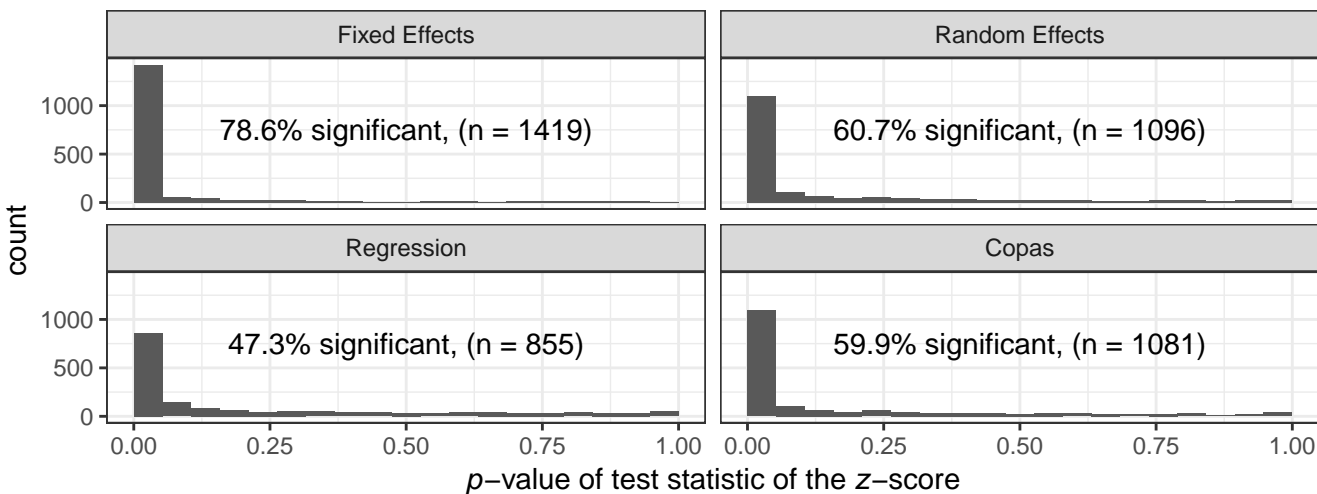 Fixed Effects
Random Effects
1000
500
0
78.6% significant, (n = 1419)
60.7% significant, (n = 1096)
count
Regression
Copas
1000
500
0
47.3% significant, (n = 855)
59.9% significant, (n = 1081)
0.00 0.25 0.50 0.75 1.00 0.00 0.25 0.50 0.75 1.00
p−value of test statistic of the z−score